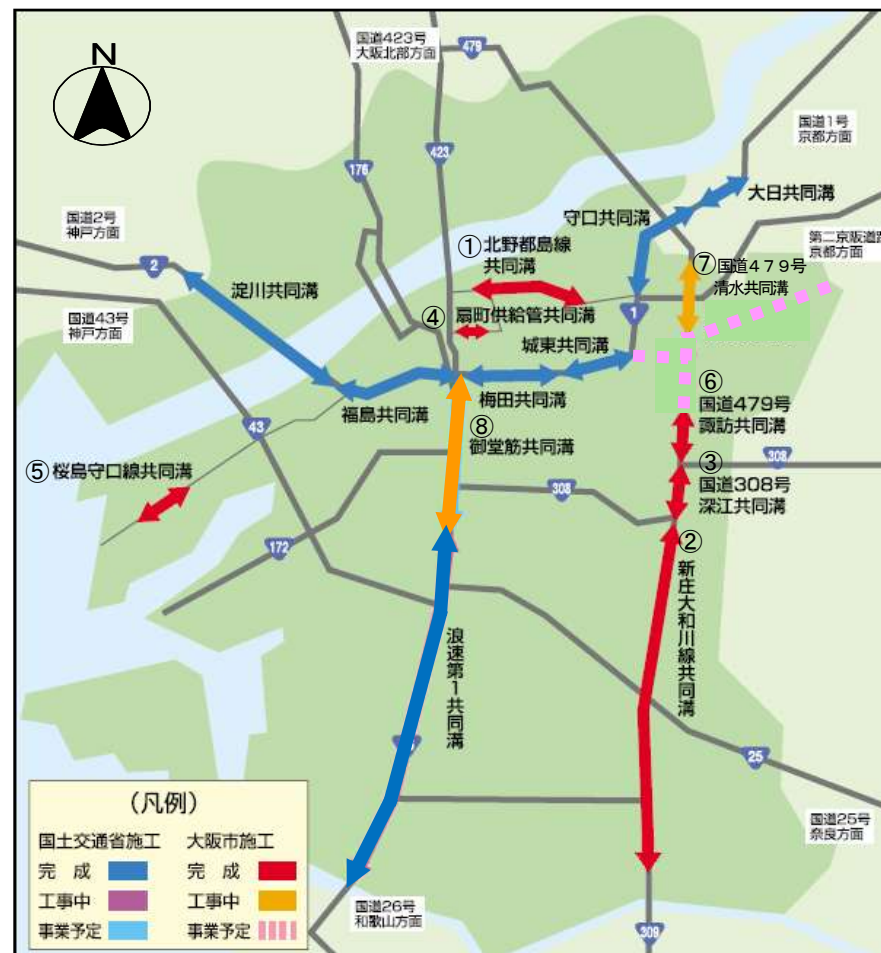 N
国道423号
大阪北部方面
479
国道1号
京都方面
176
423
大日共同溝
守口共同溝
国道2号
神戸方面
2
①北野都島線
共同溝
第二京阪道路
京都方面
⑦国道479号
清水共同溝
淀川共同溝
④扇町供給管共同溝
1
国道43号
神戸方面
城東共同溝
梅田共同溝
福島共同溝
⑥
国道479号
諏訪共同溝
43
⑧
御堂筋共同溝
⑤桜島守口線共同溝
308
③
国道308号
深江共同溝
308
172
②
新庄大和川線共同溝
浪速第1共同溝
25
国道25号
奈良方面
国道26号
和歌山方面
309
(凡例)
国土交通省施工 大阪市施工
完成 完成
工事中 工事中
事業予定 事業予定